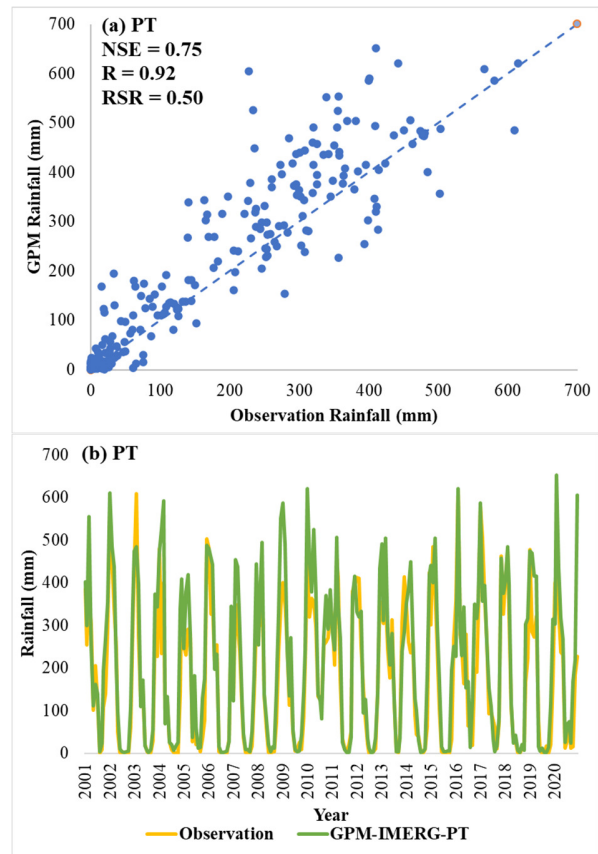 (a) PT
NSE = 0.75
R = 0.92
RSR = 0.50
GPM Rainfall (mm)
700
600
500
400
300
200
100
0
0 100 200 300 400 500 600 700
Observation Rainfall (mm)
(b) PT
Rainfall (mm)
700
600
500
400
300
200
100
0
2001 2002 2003 2004 2005 2006 2007 2008 2009 2010 2011 2012 2013 2014 2015 2016 2017 2018 2019 2020
Year
Observation GPM-IMERG-PT